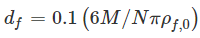 d_f = 0.1 (6M/Nπρ_{f,0})